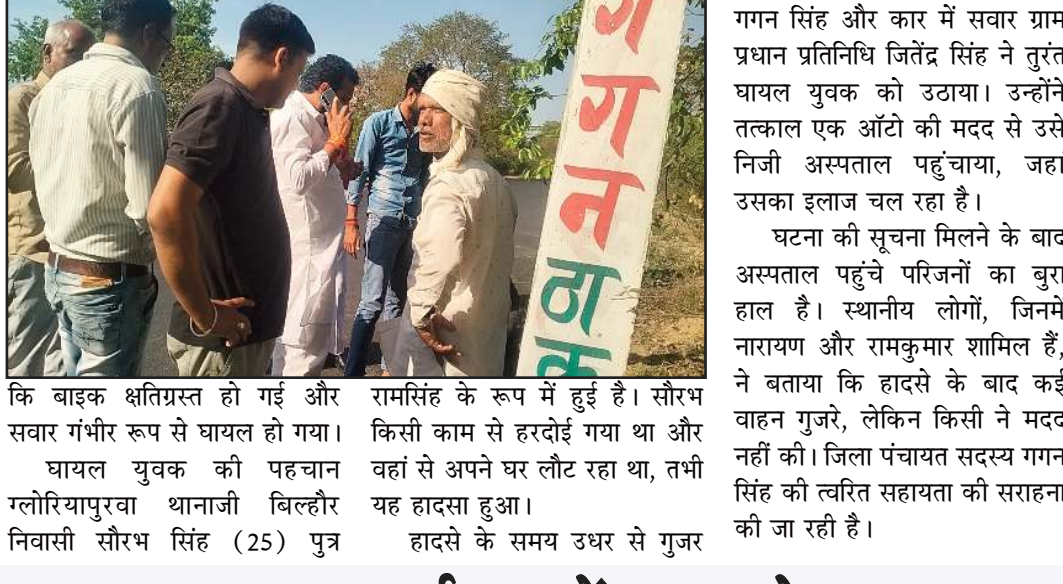 ग
ग
न
ठा
कि बाइक क्षतिग्रस्त हो गई और
सवार गंभीर रूप से घायल हो गया।
घायल युवक की पहचान
ग्लोरियापुरवा थानाजी बिल्हौर
निवासी सौरभ सिंह (25) पुत्र
रामसिंह के रूप में हुई है। सौरभ
किसी काम से हरदोई गया था और
वहां से अपने घर लौट रहा था, तभी
यह हादसा हुआ।
हादसे के समय उधर से गुजर
गगन सिंह और कार में सवार ग्राम
प्रधान प्रतिनिधि जितेंद्र सिंह ने तुरंत
घायल युवक को उठाया। उन्होंने
तत्काल एक ऑटो की मदद से उसे
निजी अस्पताल पहुंचाया, जहां
उसका इलाज चल रहा है।
घटना की सूचना मिलने के बाद
अस्पताल पहुंचे परिजनों का बुरा
हाल है। स्थानीय लोगों, जिनमें
नारायण और रामकुमार शामिल हैं,
ने बताया कि हादसे के बाद कई
वाहन गुजरे, लेकिन किसी ने मदद
नहीं की। जिला पंचायत सदस्य गगन
सिंह की त्वरित सहायता की सराहना
की जा रही है।